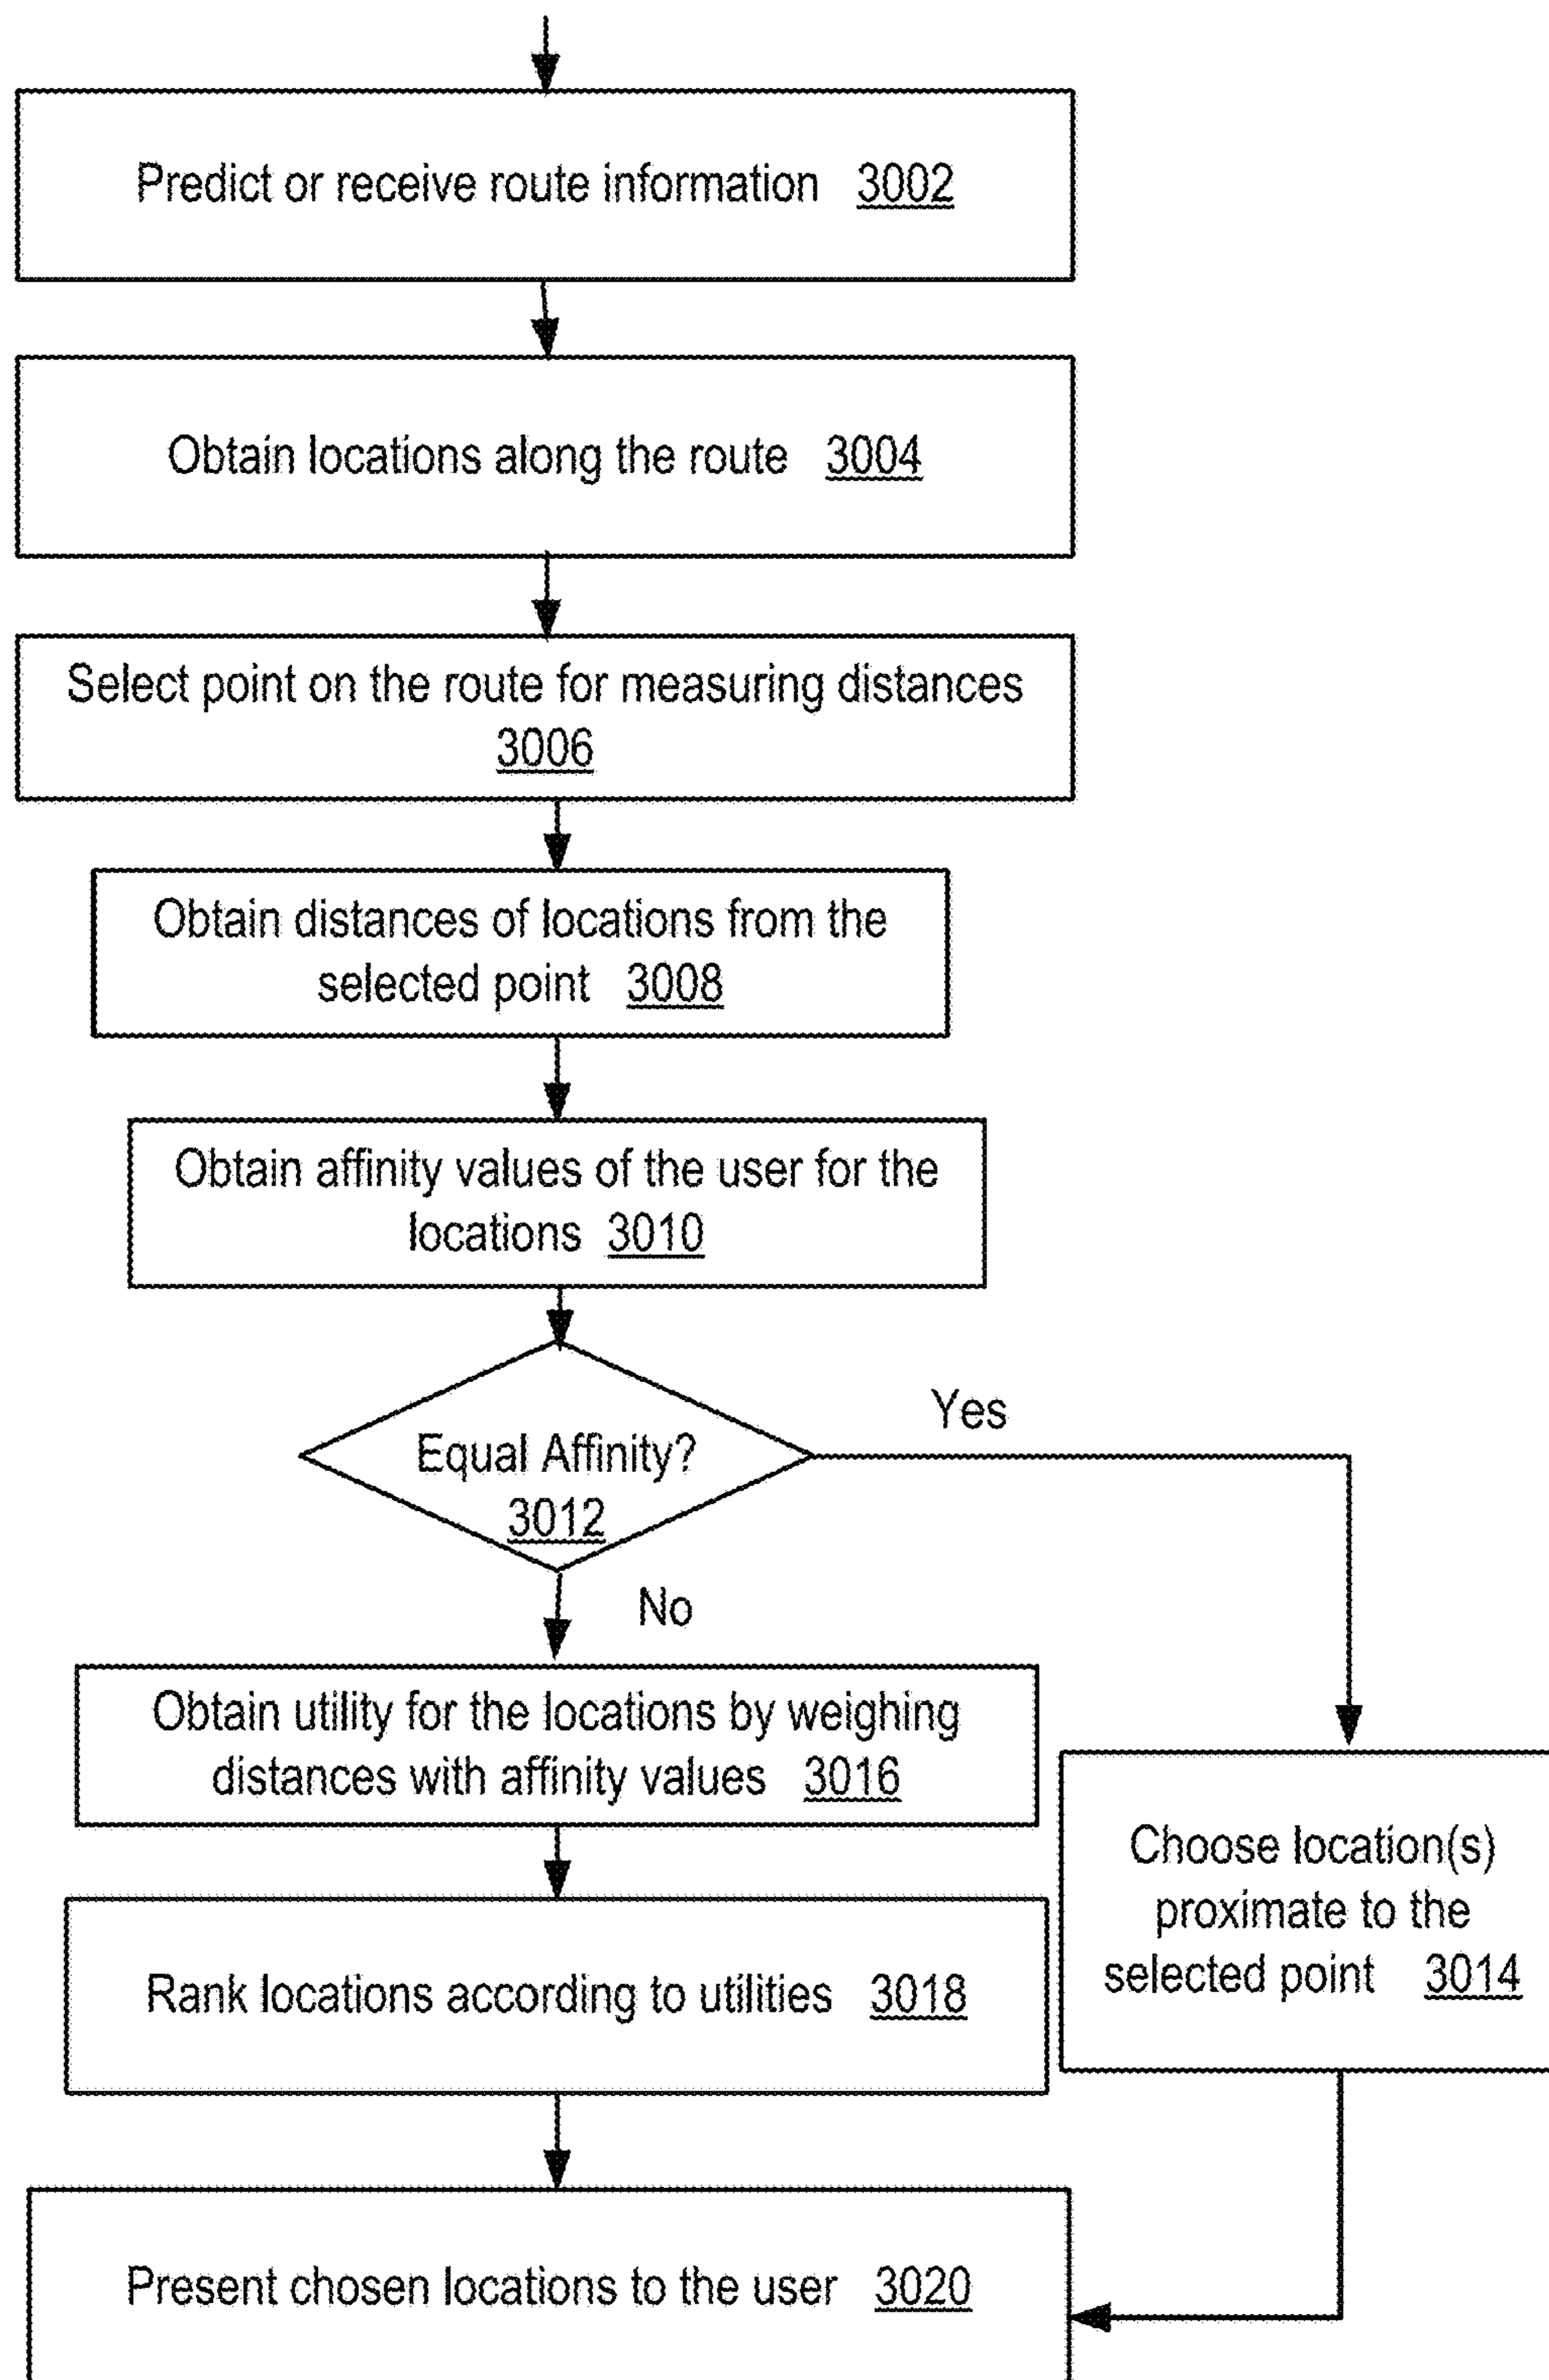 Predict or receive route information 3002
Obtain locations along the route 3004
Select point on the route for measuring distances
3006
Obtain distances of locations from the
selected point 3008
Obtain affinity values of the user for the
locations 3010
Equal Affinity?
3012
Yes
No
Obtain utility for the locations by weighing
distances with affinity values 3016
Choose location(s)
proximate to the
selected point 3014
Rank locations according to utilities 3018
Present chosen locations to the user 3020